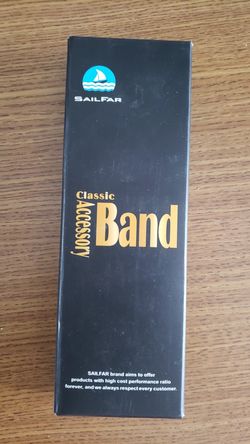 SAILFAR
Classic
Accessory
Band
SAILFAR brand aims to offer
products with high cost performance ratio
forever, and we always respect every customer.